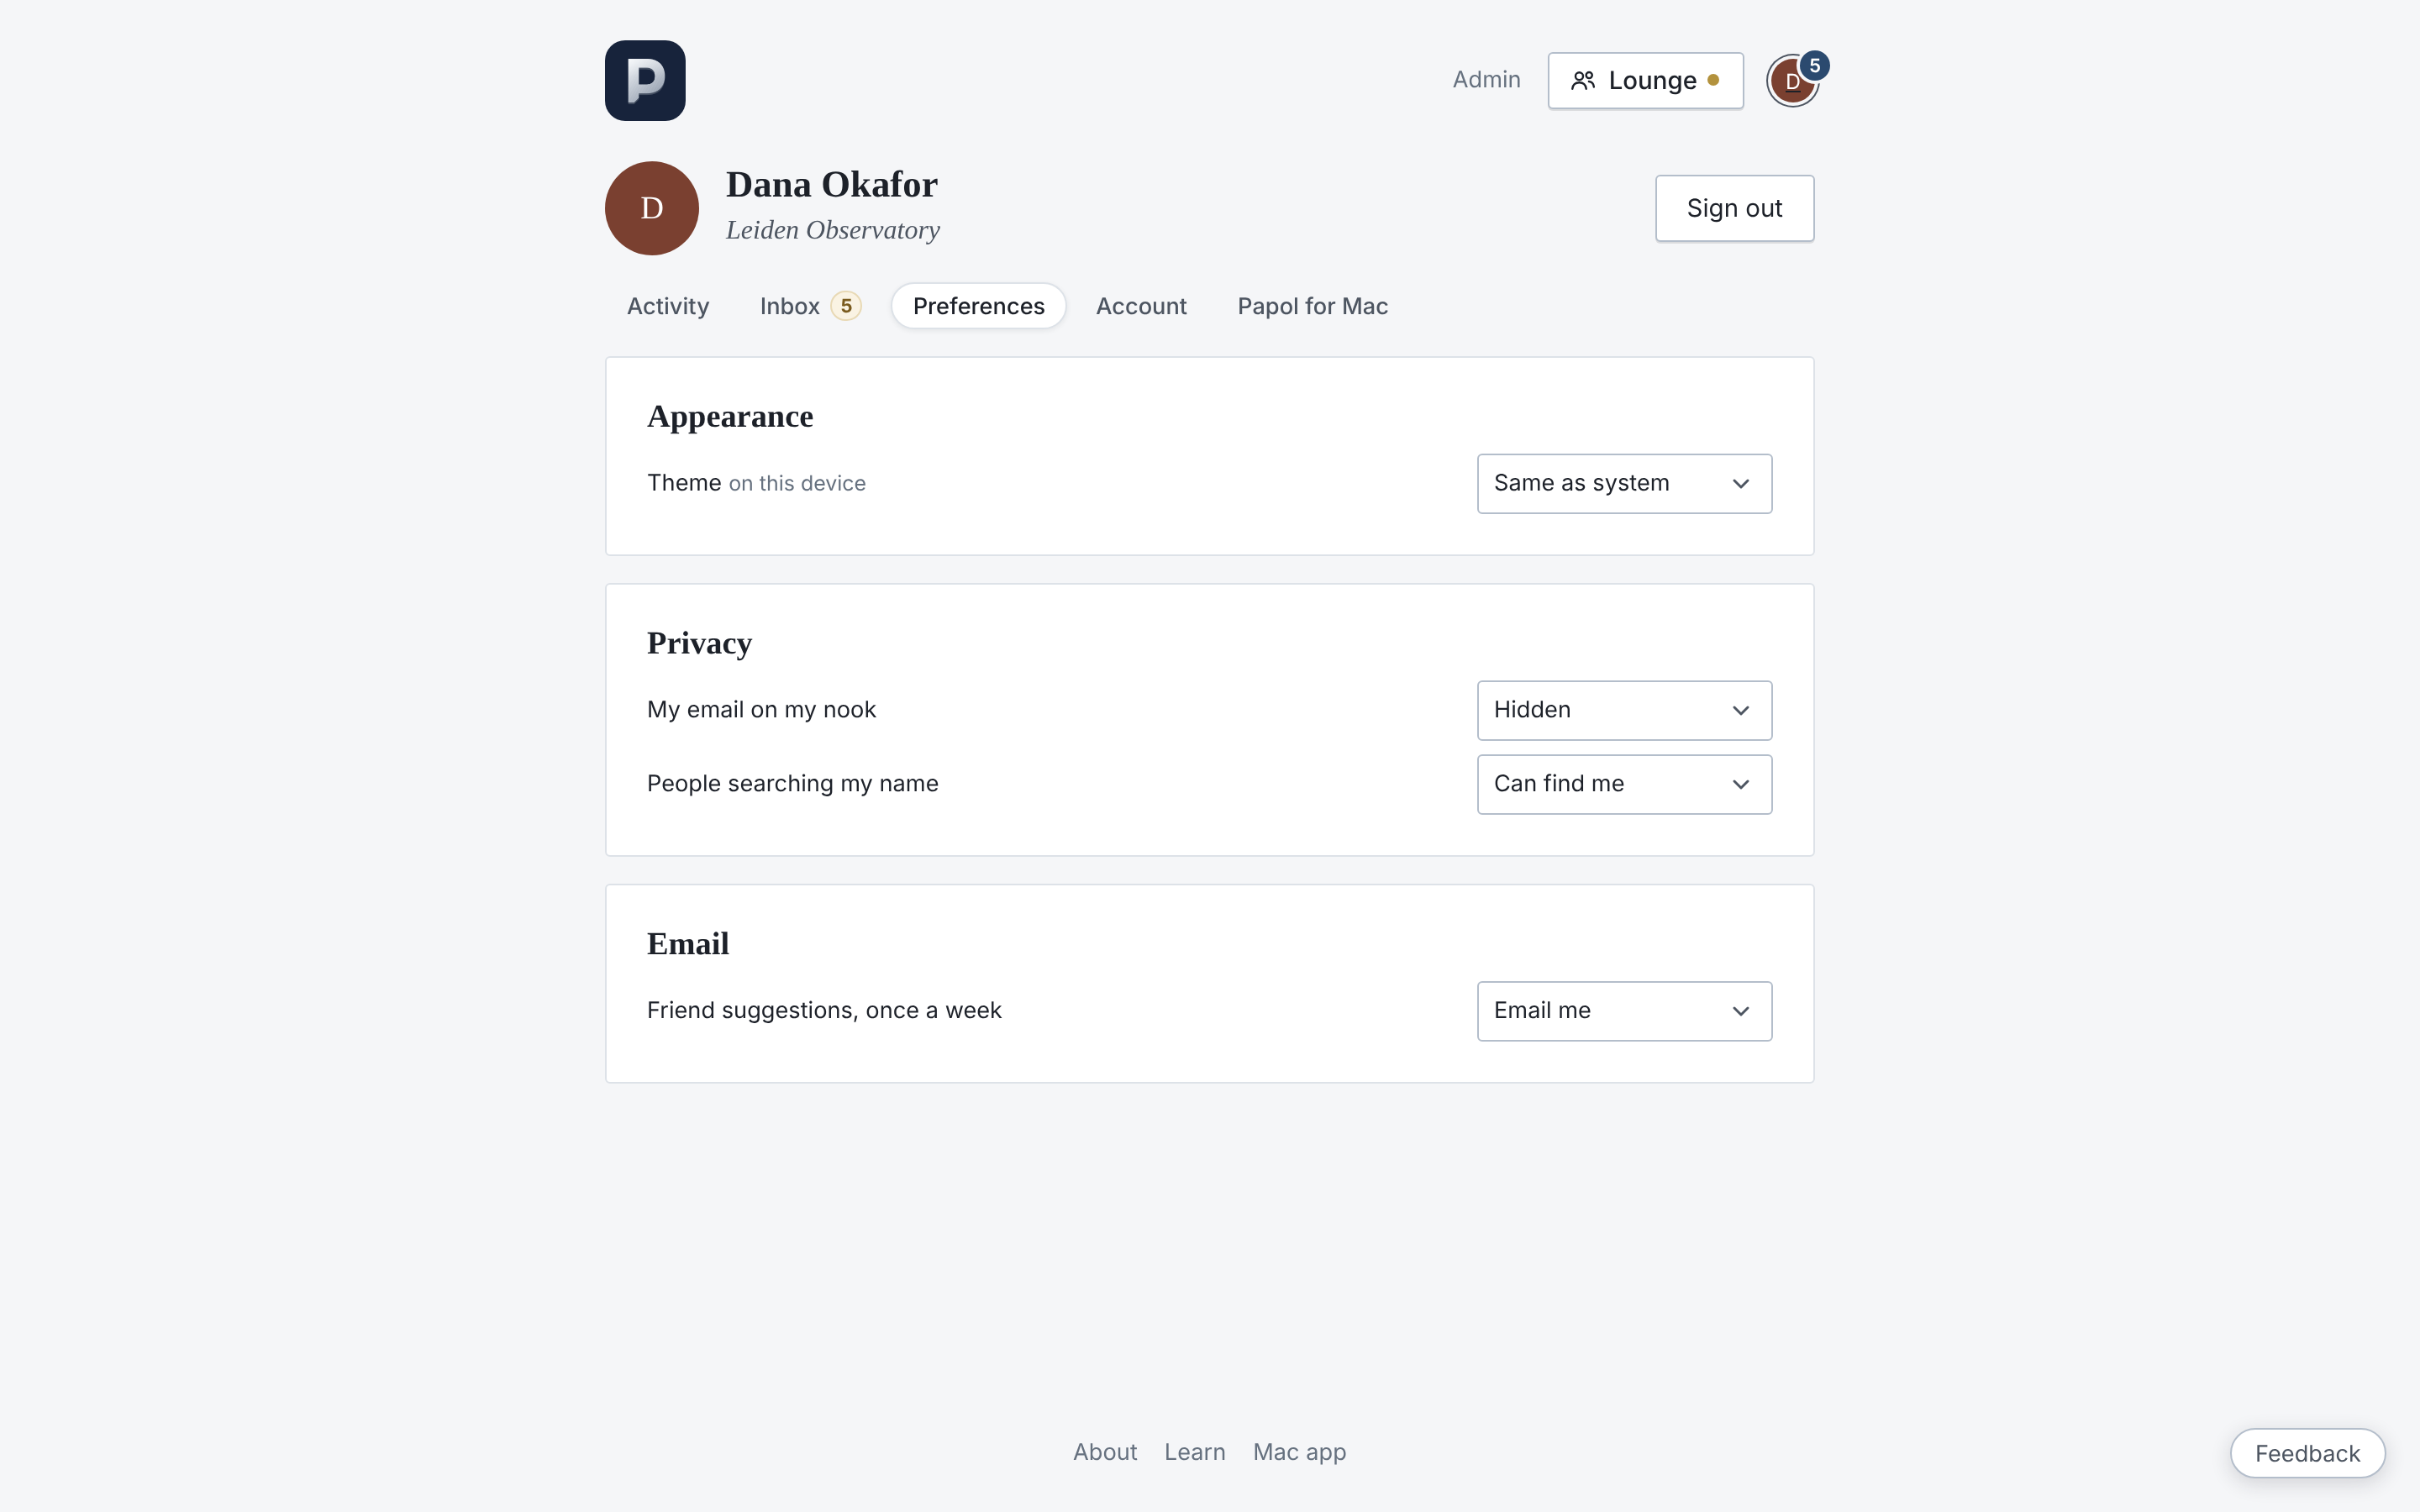 P
Admin
Lounge
D
5
D
Dana Okafor
Leiden Observatory
Sign out
Activity
Inbox 5
Preferences
Account
Papol for Mac
Appearance
Theme on this device
Same as system
Privacy
My email on my nook
Hidden
People searching my name
Can find me
Email
Friend suggestions, once a week
Email me
About
Learn
Mac app
Feedback